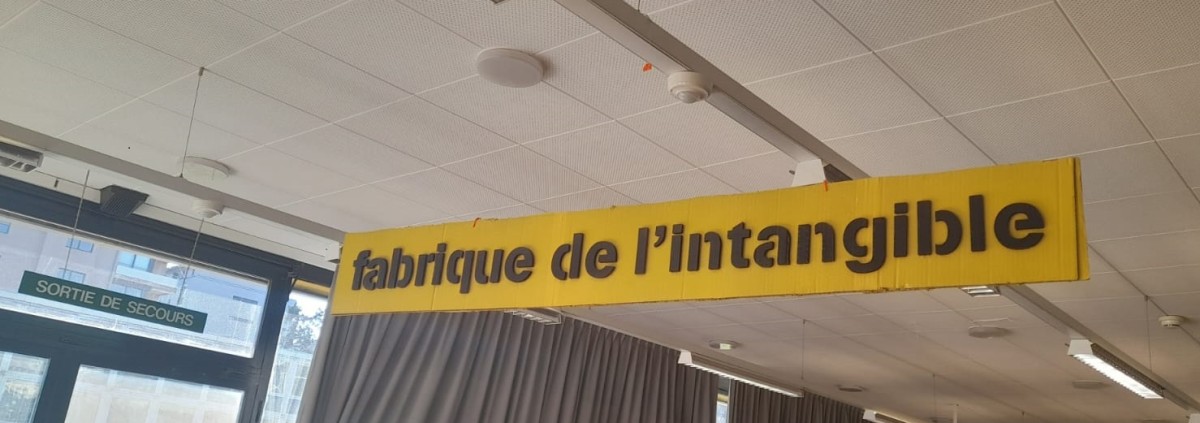 fabrique de l'intangible
SORTIE DE SECOURS